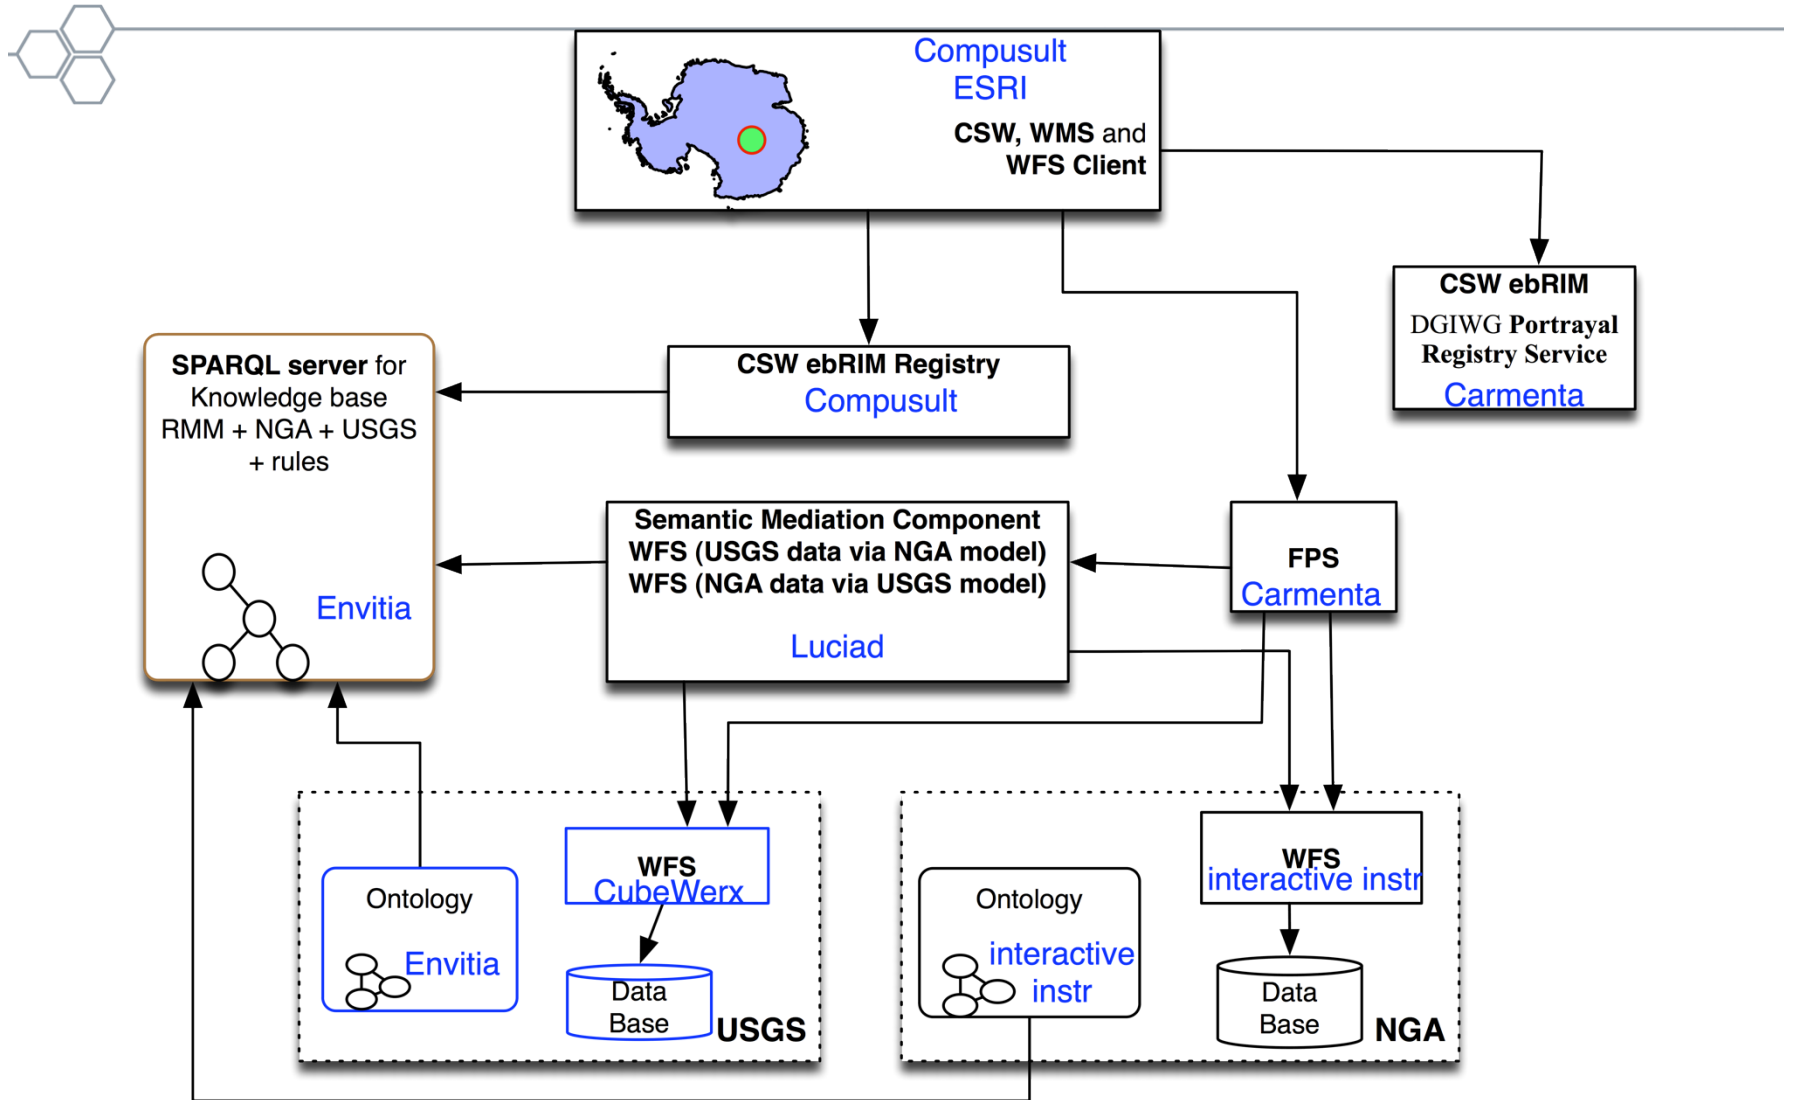 Compusult
ESRI
CSW, WMS and
WFS Client
CSW ebRIM
DGIWG Portrayal
Registry Service
Carmenta
SPARQL server for
Knowledge base
RMM + NGA + USGS
+ rules
Envitia
CSW ebRIM Registry
Compusult
Semantic Mediation Component
WFS (USGS data via NGA model)
WFS (NGA data via USGS model)
Luciad
FPS
Carmenta
Ontology
Envitia
WFS
CubeWerx
Data
Base
USGS
Ontology
interactive
instr
WFS
interactive instr
Data
Base
NGA